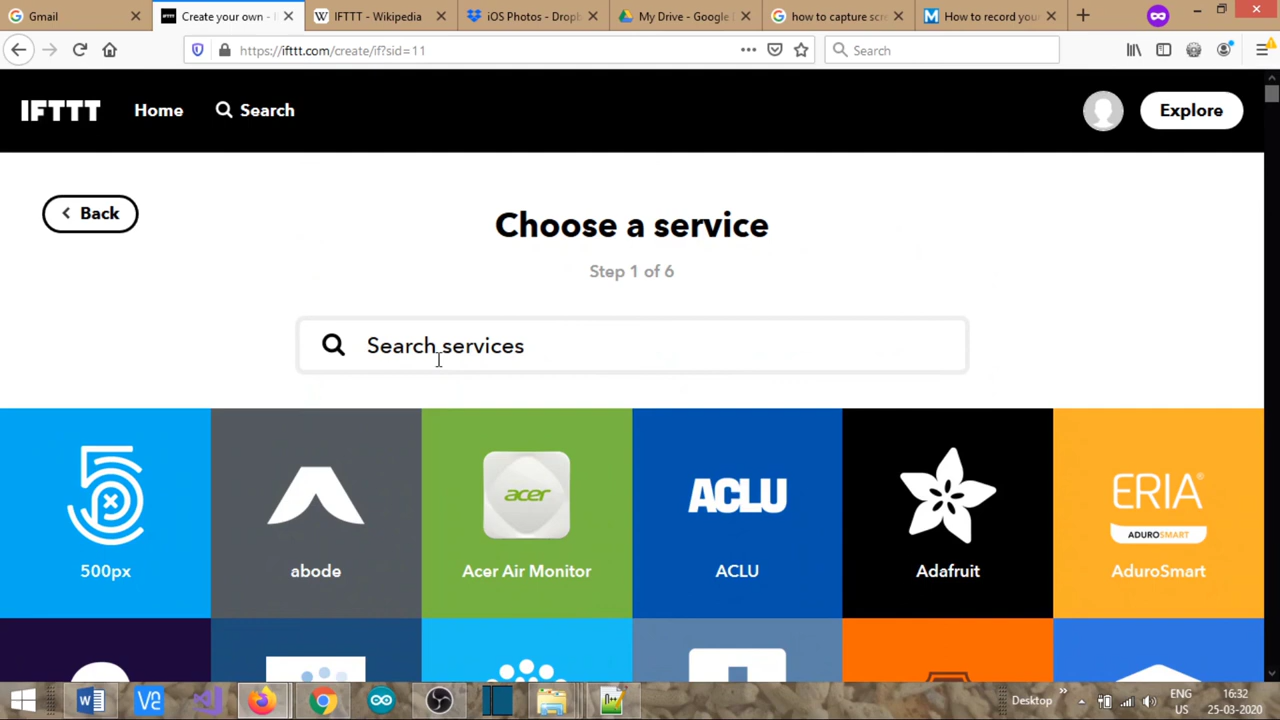 Gmail
Create your own - I
IFTTT - Wikipedia
iOS Photos - Dropb
My Drive - Google D
how to capture scr
How to record your
https://ifttt.com/create/if?sid=11
Search
IFTTT Home Search Explore
Back
Choose a service
Step 1 of 6
Search services
acer ACLU ERIA®
ADUROSMART
500px abode Acer Air Monitor ACLU Adafruit AduroSmart
Desktop
ENG 16:32
US 25-03-2020